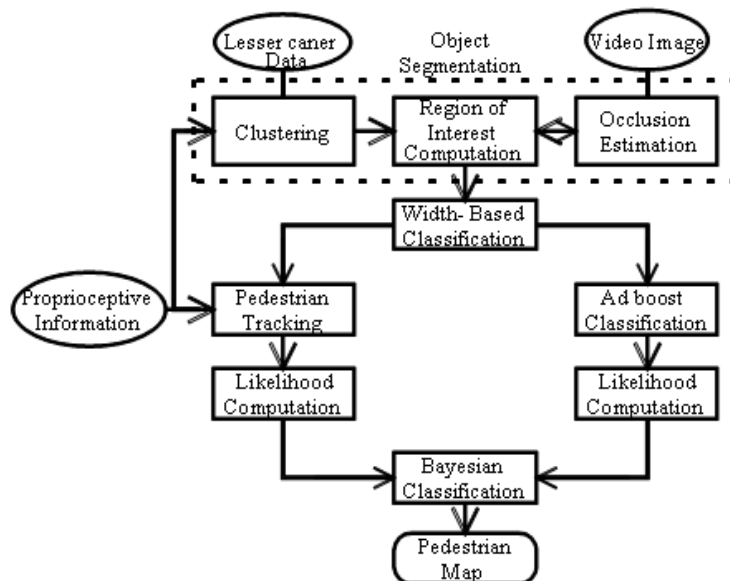 Lesser caner
Data
Object
Segmentation
Video Image
Clustering
Region of
Interest
Computation
Occlusion
Estimation
Width- Based
Classification
Proprioceptive
Information
Pedestrian
Tracking
Ad boost
Classification
Likelihood
Computation
Likelihood
Computation
Bayesian
Classification
Pedestrian
Map